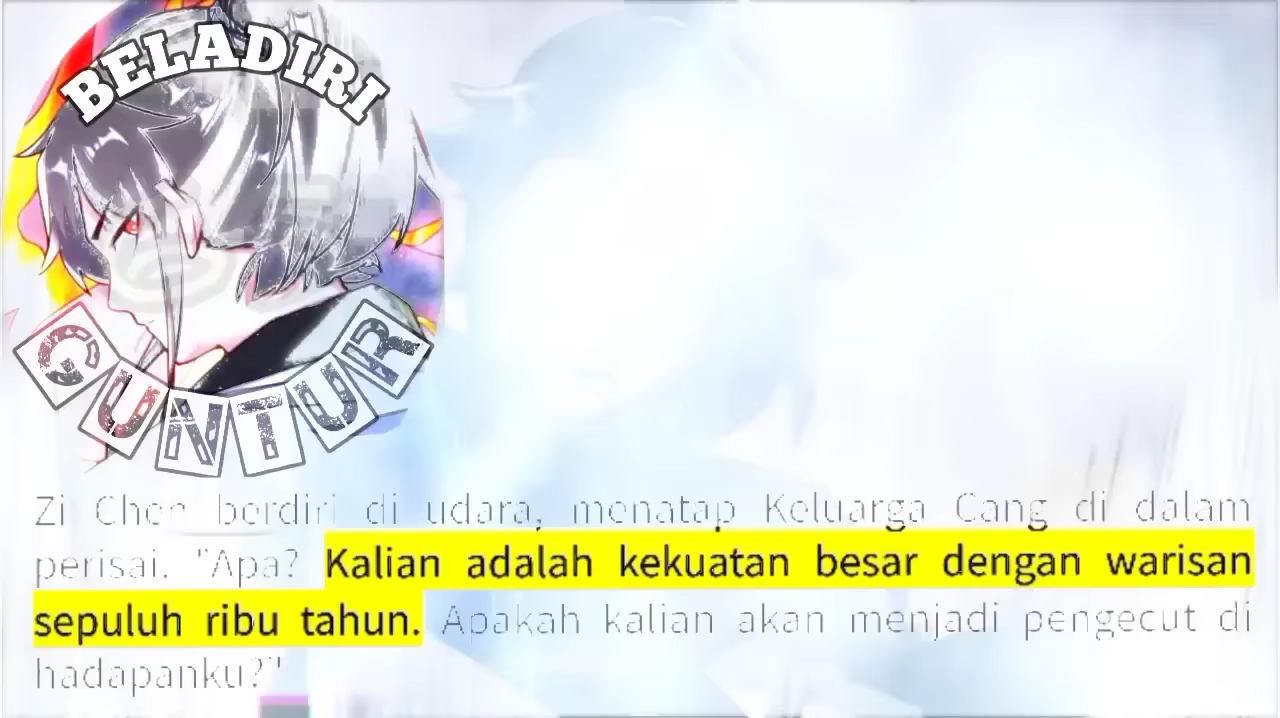 BELADIRI
GUNTUR
Zi Chen berdiri di udara, menatap Keluarga Cang di dalam
perisai. "Apa? Kalian adalah kekuatan besar dengan warisan
sepuluh ribu tahun. Apakah kalian akan menjadi pengecut di
hadapanku?"